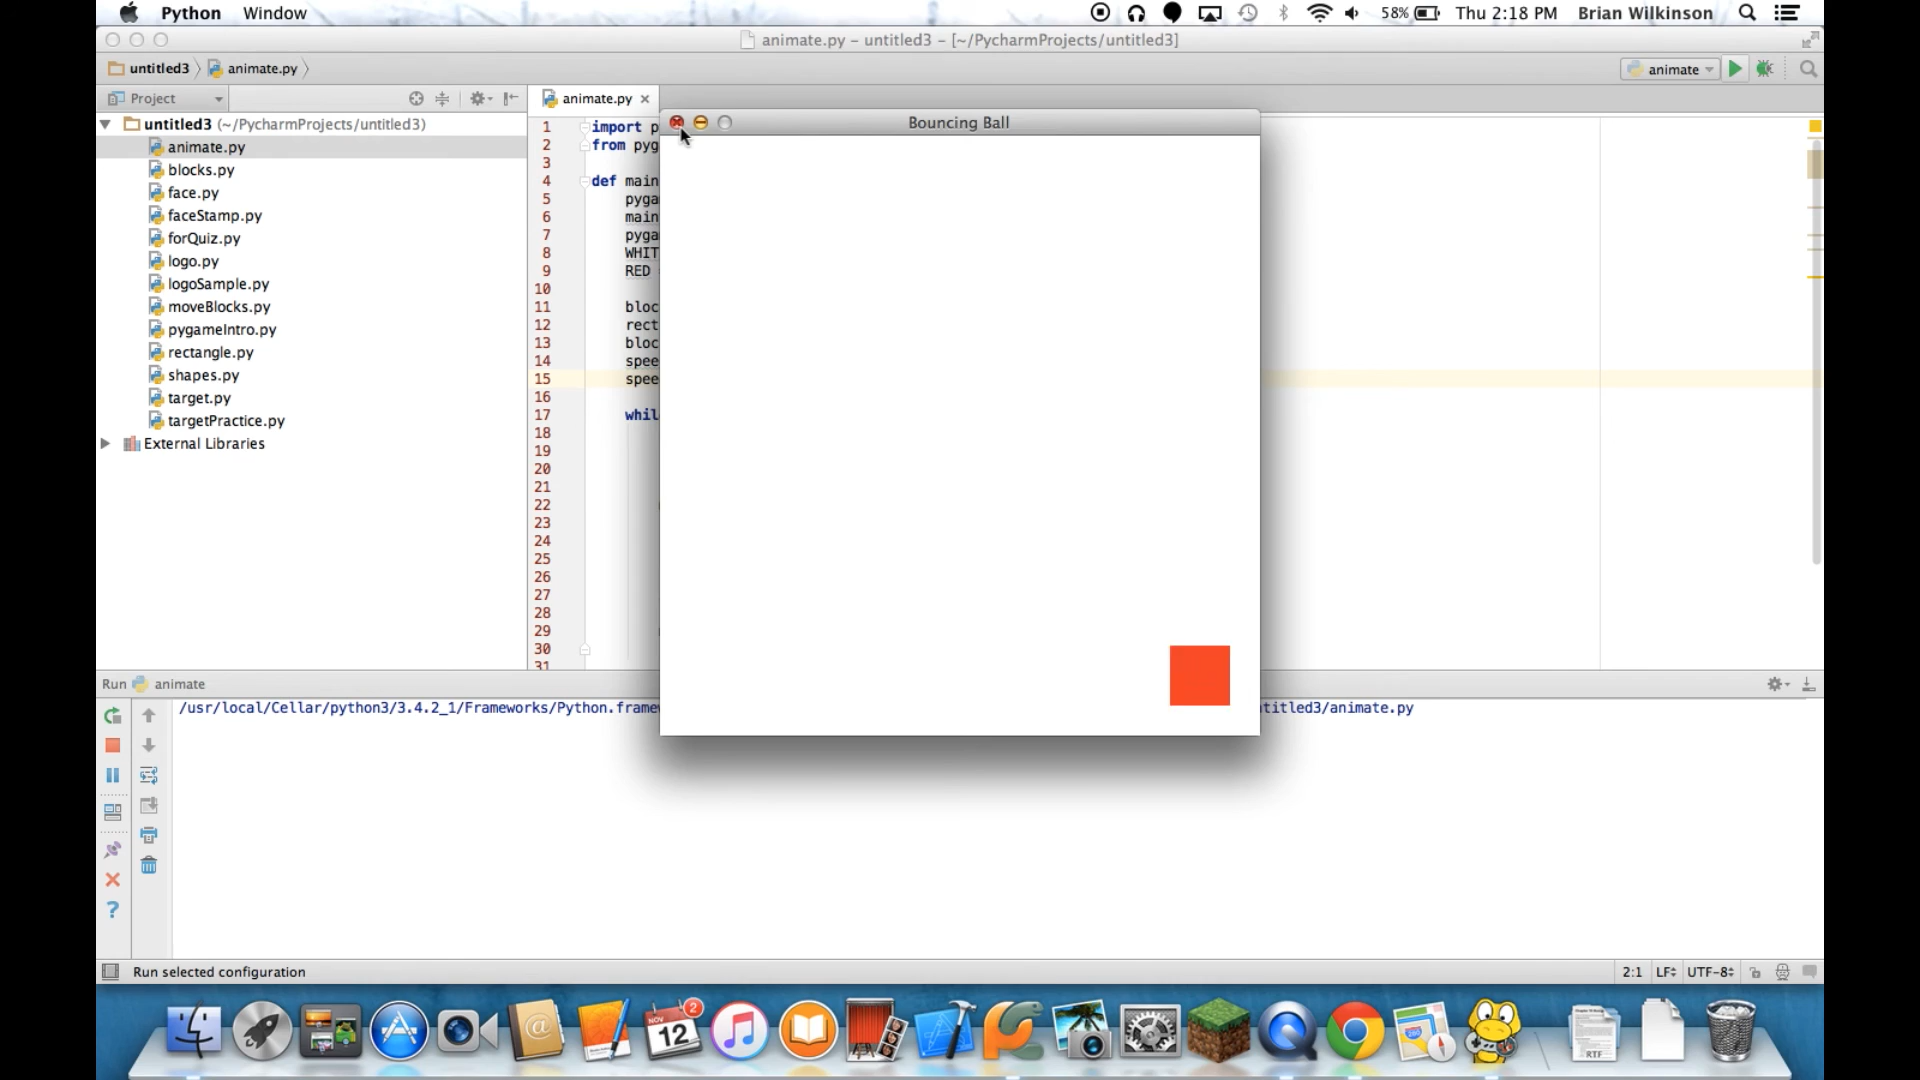 Python Window 58% Thu 2:18 PM Brian Wilkinson
animate.py – untitled3 – [~/PycharmProjects/untitled3]
untitled3 animate.py animate
Project animate.py
Bouncing Ball
untitled3 (~/PycharmProjects/untitled3)
animate.py
blocks.py
face.py
faceStamp.py
forQuiz.py
logo.py
logoSample.py
moveBlocks.py
pygameIntro.py
rectangle.py
shapes.py
target.py
targetPractice.py
External Libraries
1 import p
2 from pyg
3
4 def main
5 pyga
6 main
7 pyga
8 WHIT
9 RED
10
11 bloc
12 rect
13 bloc
14 spee
15 spee
16
17 whil
18
19
20
21
22
23
24
25
26
27
28
29
30
31
Run animate
/usr/local/Cellar/python3/3.4.2_1/Frameworks/Python.frame
titled3/animate.py
Run selected configuration 2:1 LF UTF-8
NOV
12
2
RTF